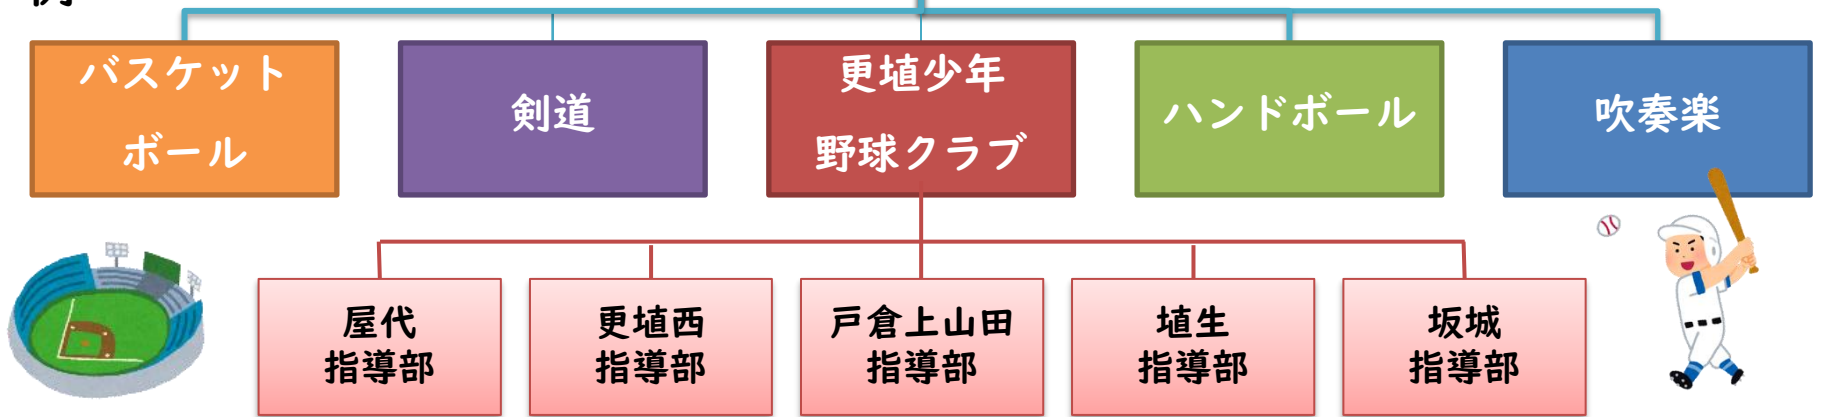 バスケット
ボール
剣道
更埴少年
野球クラブ
ハンドボール
吹奏楽
屋代
指導部
更埴西
指導部
戸倉上山田
指導部
埴生
指導部
坂城
指導部